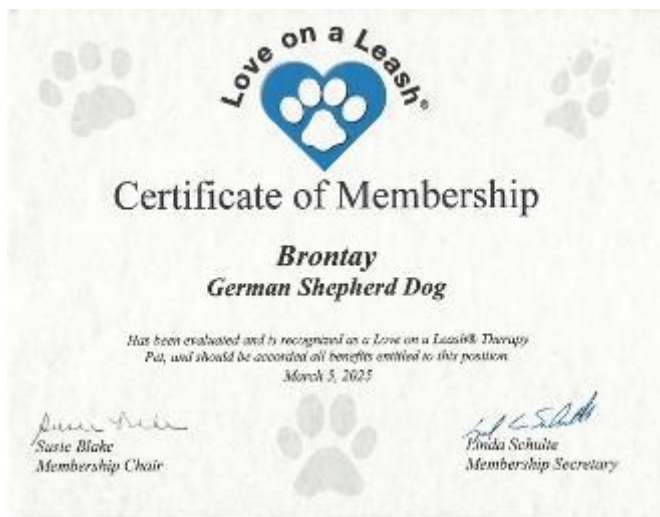 Love on a Leash®
Certificate of Membership
Brontay
German Shepherd Dog
Has been evaluated and is recognized as a Love on a Leash® Therapy
Pet, and should be accorded all benefits entitled to this position
March 5, 2025
Susie Blake
Membership Chair
Linda Schulte
Membership Secretary